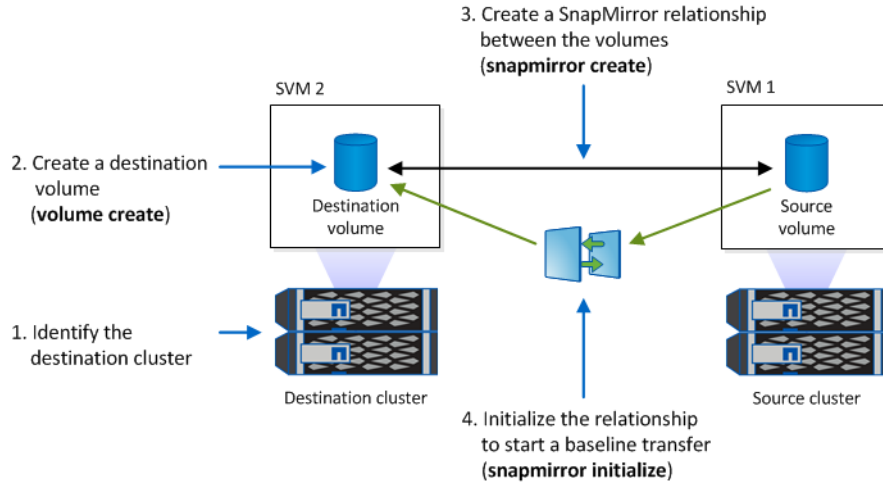 3. Create a SnapMirror relationship
between the volumes
(snapmirror create)
SVM 2
SVM 1
2. Create a destination
volume
(volume create)
Destination
volume
Source
volume
1. Identify the
destination cluster
Destination cluster
Source cluster
4. Initialize the relationship
to start a baseline transfer
(snapmirror initialize)